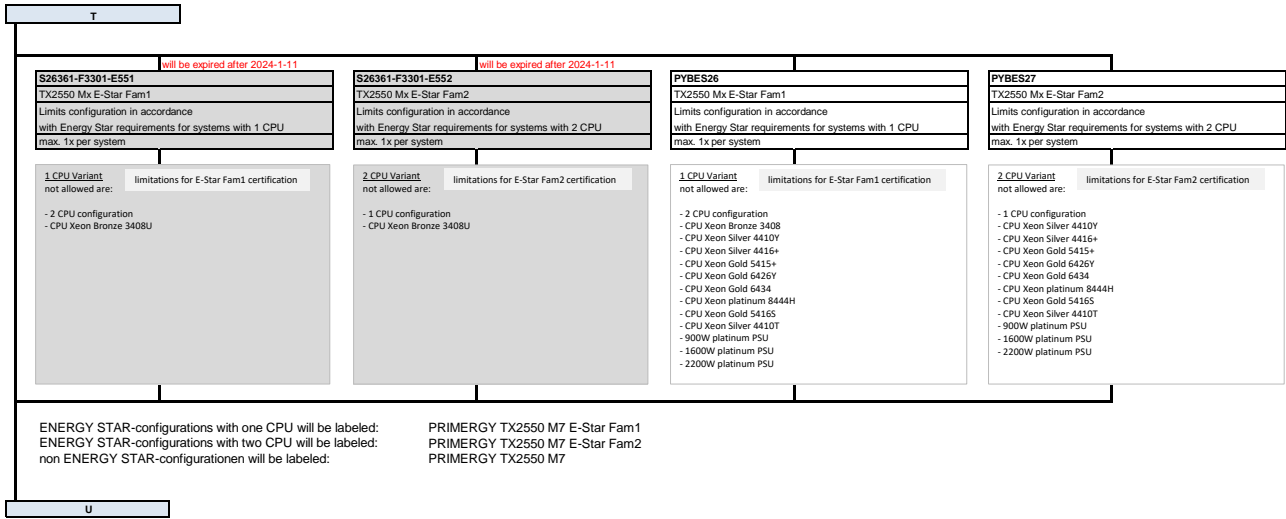 T
will be expired after 2024-1-11
S26361-F3301-E551
TX2550 Mx E-Star Fam1
Limits configuration in accordance
with Energy Star requirements for systems with 1 CPU
max. 1x per system
1 CPU Variant
not allowed are:
limitations for E-Star Fam1 certification
- 2 CPU configuration
- CPU Xeon Bronze 3408U
will be expired after 2024-1-11
S26361-F3301-E552
TX2550 Mx E-Star Fam2
Limits configuration in accordance
with Energy Star requirements for systems with 2 CPU
max. 1x per system
2 CPU Variant
not allowed are:
limitations for E-Star Fam2 certification
- 1 CPU configuration
- CPU Xeon Bronze 3408U
PYBES26
TX2550 Mx E-Star Fam1
Limits configuration in accordance
with Energy Star requirements for systems with 1 CPU
max. 1x per system
1 CPU Variant
not allowed are:
limitations for E-Star Fam1 certification
- 2 CPU configuration
- CPU Xeon Bronze 3408
- CPU Xeon Silver 4410Y
- CPU Xeon Silver 4416+
- CPU Xeon Gold 5415+
- CPU Xeon Gold 6426Y
- CPU Xeon Gold 6434
- CPU Xeon platinum 8444H
- CPU Xeon Gold 5416S
- CPU Xeon Silver 4410T
- 900W platinum PSU
- 1600W platinum PSU
- 2200W platinum PSU
PYBES27
TX2550 Mx E-Star Fam2
Limits configuration in accordance
with Energy Star requirements for systems with 2 CPU
max. 1x per system
2 CPU Variant
not allowed are:
limitations for E-Star Fam2 certification
- 1 CPU configuration
- CPU Xeon Silver 4410Y
- CPU Xeon Silver 4416+
- CPU Xeon Gold 5415+
- CPU Xeon Gold 6426Y
- CPU Xeon Gold 6434
- CPU Xeon platinum 8444H
- CPU Xeon Gold 5416S
- CPU Xeon Silver 4410T
- 900W platinum PSU
- 1600W platinum PSU
- 2200W platinum PSU
ENERGY STAR-configurations with one CPU will be labeled: PRIMERGY TX2550 M7 E-Star Fam1
ENERGY STAR-configurations with two CPU will be labeled: PRIMERGY TX2550 M7 E-Star Fam2
non ENERGY STAR-configurationen will be labeled: PRIMERGY TX2550 M7
U